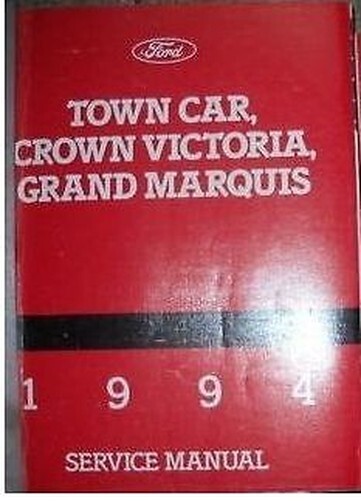 Ford
TOWN CAR,
CROWN VICTORIA,
GRAND MARQUIS
1 9 9 4
SERVICE MANUAL